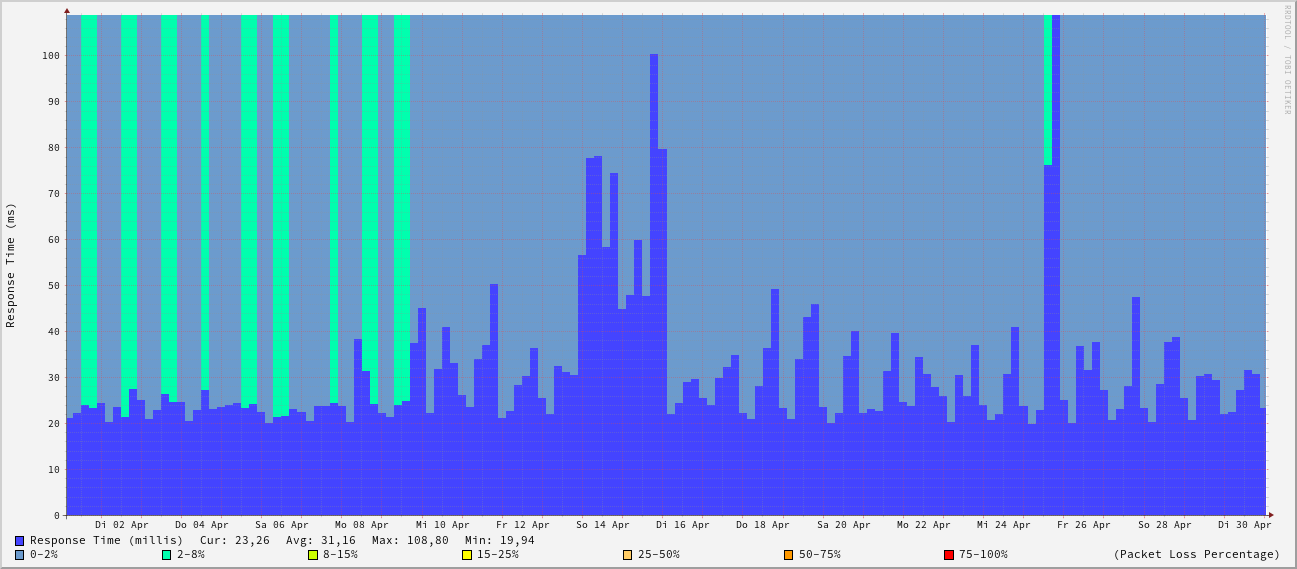 RRDTOOL / TOBI OETIKER
Response Time (ms)
100
90
80
70
60
50
40
30
20
10
0
Di 02 Apr Do 04 Apr Sa 06 Apr Mo 08 Apr Mi 10 Apr Fr 12 Apr So 14 Apr Di 16 Apr Do 18 Apr Sa 20 Apr Mo 22 Apr Mi 24 Apr Fr 26 Apr So 28 Apr Di 30 Apr
Response Time (millis) Cur: 23,26 Avg: 31,16 Max: 108,80 Min: 19,94
0-2% 2-8% 8-15% 15-25% 25-50% 50-75% 75-100% (Packet Loss Percentage)